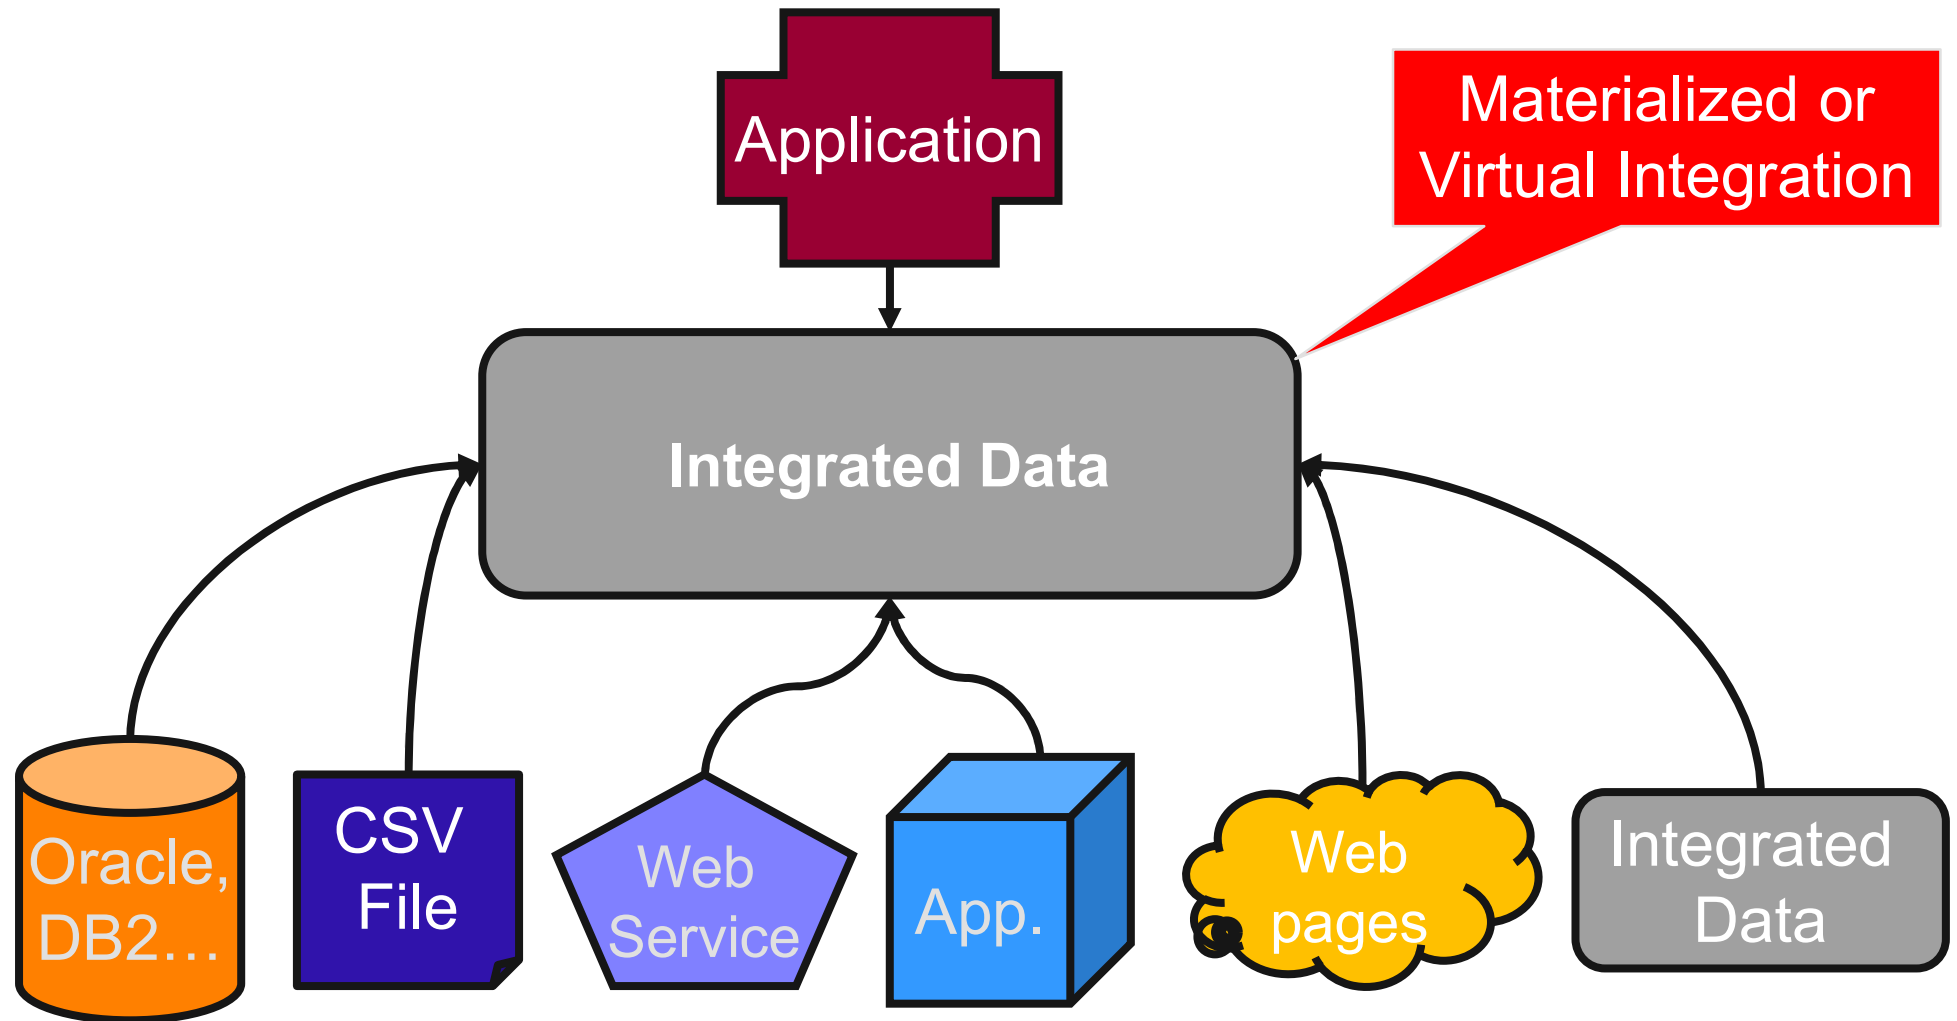 Application
Materialized or
Virtual Integration
Integrated Data
Oracle,
DB2...
CSV
File
Web
Service
App.
Web
pages
Integrated
Data